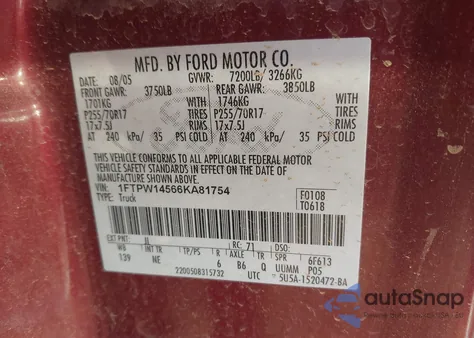 MFD. BY FORD MOTOR CO.
DATE: 08/05 GVWR: 7200LB/ 3266KG
FRONT GAWR: 3750LB REAR GAWR: 3850LB
1701KG WITH 1746KG WITH
P255/70R17 TIRES P255/70R17 TIRES
17x7.5J RIMS 17x7.5J RIMS
AT 240 kPa/ 35 PSI COLD AT 240 kPa/ 35 PSI COLD
THIS VEHICLE CONFORMS TO ALL APPLICABLE FEDERAL MOTOR
VEHICLE SAFETY STANDARDS IN EFFECT ON THE DATE OF
MANUFACTURE SHOWN ABOVE.
VIN: 1FTPW14566KA81754 F0108
TYPE: Truck T0618
EXT PNT: RC: 71 DSO:
WB INT TR TP/PS R AXLE TR SPR 6F613
139 NE 6 B6 Q UUMM P05
2200508315732 UTC 5U5A-1520472-BA
autoSnap